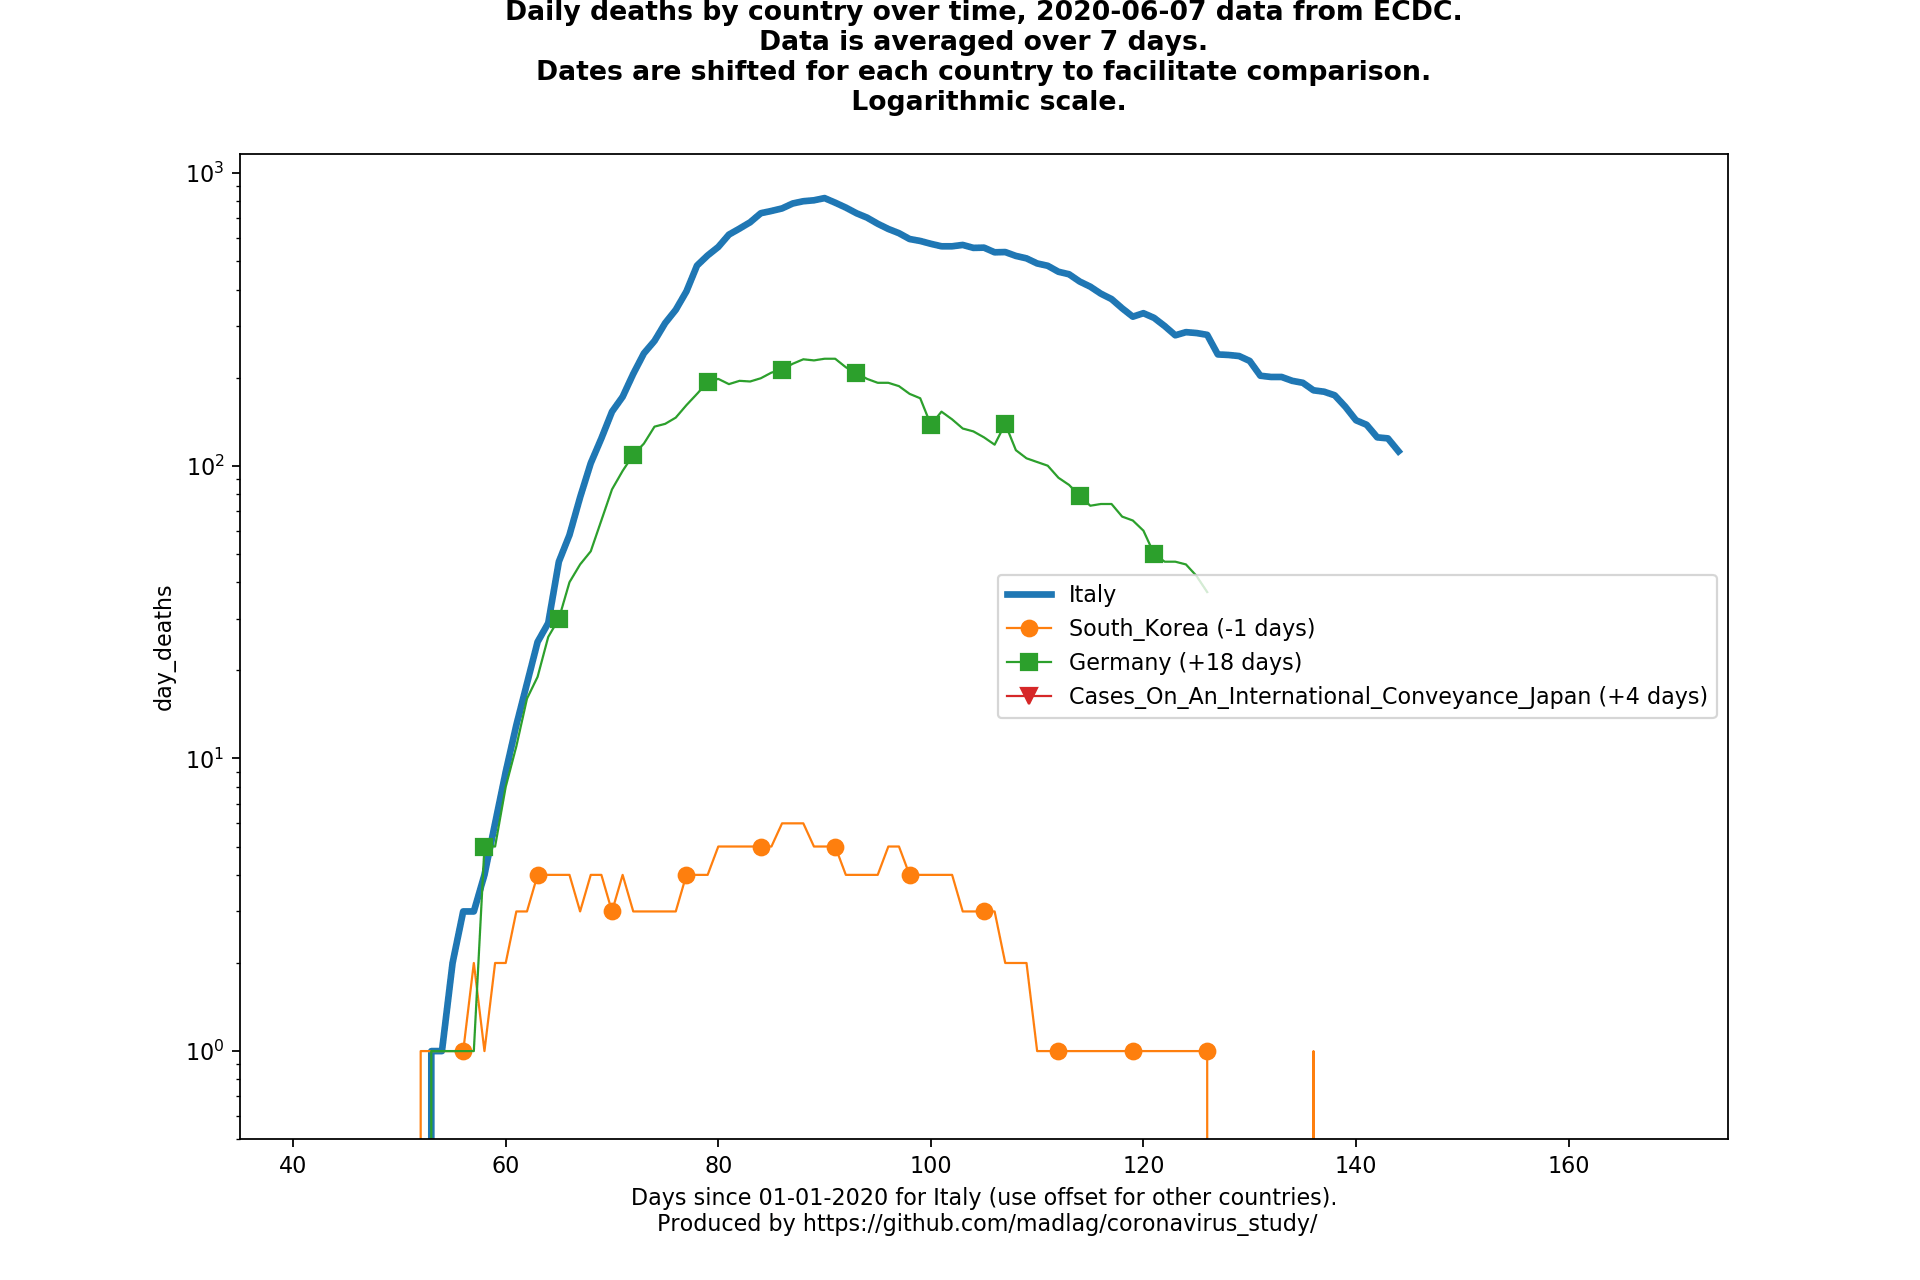 Daily deaths by country over time, 2020-06-07 data from ECDC.
Data is averaged over 7 days.
Dates are shifted for each country to facilitate comparison.
Logarithmic scale.
10³
10²
10¹
10⁰
day_deaths
Italy
South_Korea (-1 days)
Germany (+18 days)
Cases_On_An_International_Conveyance_Japan (+4 days)
40 60 80 100 120 140 160
Days since 01-01-2020 for Italy (use offset for other countries).
Produced by https://github.com/madlag/coronavirus_study/